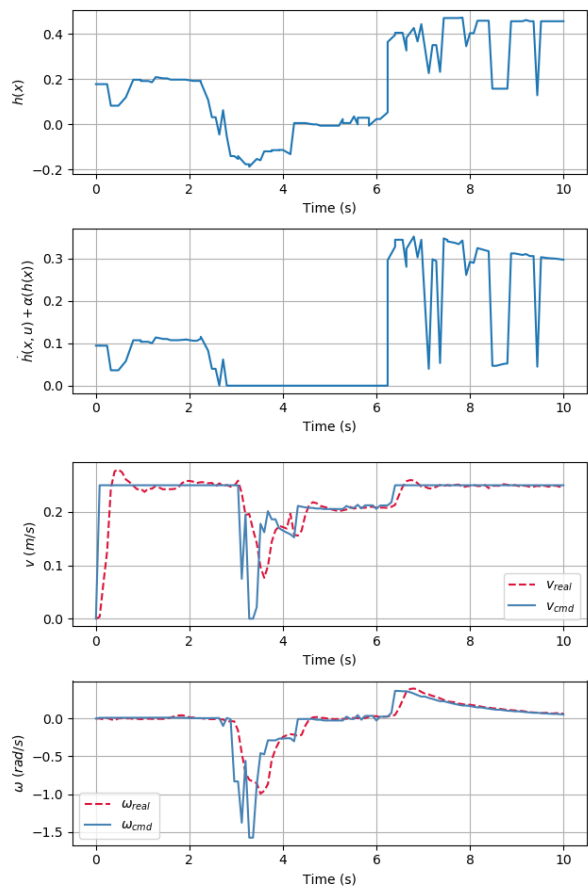 h(x)
0.4
0.2
0.0
−0.2
0 2 4 6 8 10
Time (s)
ḣ(x, u) + α(h(x))
0.3
0.2
0.1
0.0
0 2 4 6 8 10
Time (s)
v (m/s)
0.2
0.1
0.0
v_real
v_cmd
0 2 4 6 8 10
Time (s)
ω (rad/s)
0.0
−0.5
−1.0
−1.5
ω_real
ω_cmd
0 2 4 6 8 10
Time (s)